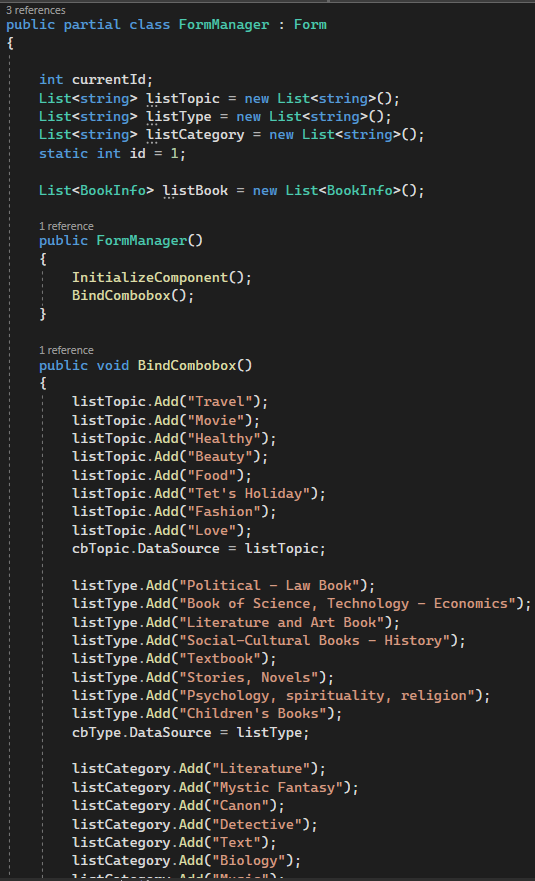 3 references
public partial class FormManager : Form
{
int currentId;
List<string> listTopic = new List<string>();
List<string> listType = new List<string>();
List<string> listCategory = new List<string>();
static int id = 1;
List<BookInfo> listBook = new List<BookInfo>();
1 reference
public FormManager()
{
InitializeComponent();
BindCombobox();
}
1 reference
public void BindCombobox()
{
listTopic.Add("Travel");
listTopic.Add("Movie");
listTopic.Add("Healthy");
listTopic.Add("Beauty");
listTopic.Add("Food");
listTopic.Add("Tet's Holiday");
listTopic.Add("Fashion");
listTopic.Add("Love");
cbTopic.DataSource = listTopic;
listType.Add("Political - Law Book");
listType.Add("Book of Science, Technology - Economics");
listType.Add("Literature and Art Book");
listType.Add("Social-Cultural Books - History");
listType.Add("Textbook");
listType.Add("Stories, Novels");
listType.Add("Psychology, spirituality, religion");
listType.Add("Children's Books");
cbType.DataSource = listType;
listCategory.Add("Literature");
listCategory.Add("Mystic Fantasy");
listCategory.Add("Canon");
listCategory.Add("Detective");
listCategory.Add("Text");
listCategory.Add("Biology");
listCategory.Add("Music");